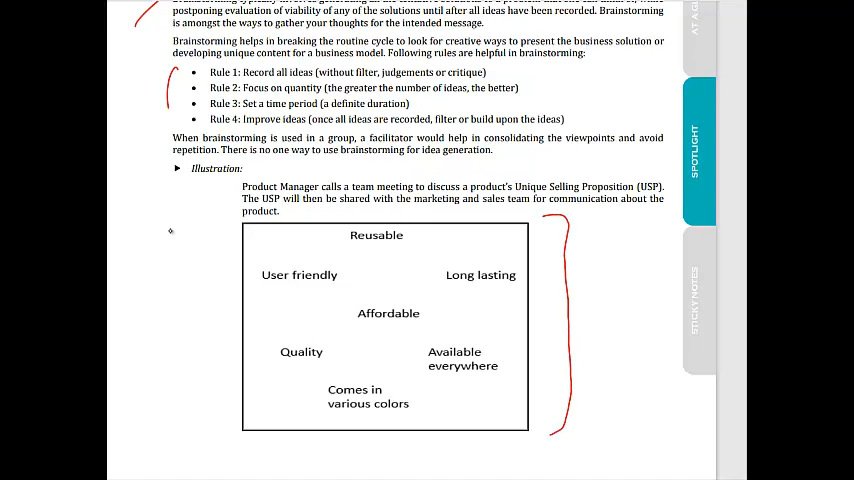 postponing evaluation of viability of any of the solutions until after all ideas have been recorded. Brainstorming
is amongst the ways to gather your thoughts for the intended message.
Brainstorming helps in breaking the routine cycle to look for creative ways to present the business solution or
developing unique content for a business model. Following rules are helpful in brainstorming:
• Rule 1: Record all ideas (without filter, judgements or critique)
• Rule 2: Focus on quantity (the greater the number of ideas, the better)
• Rule 3: Set a time period (a definite duration)
• Rule 4: Improve ideas (once all ideas are recorded, filter or build upon the ideas)
When brainstorming is used in a group, a facilitator would help in consolidating the viewpoints and avoid
repetition. There is no one way to use brainstorming for idea generation.
Illustration:
Product Manager calls a team meeting to discuss a product's Unique Selling Proposition (USP).
The USP will then be shared with the marketing and sales team for communication about the
product.
Reusable
User friendly Long lasting
Affordable
Quality Available
everywhere
Comes in
various colors
AT A
SPOTLIGHT
STICKY NOTES